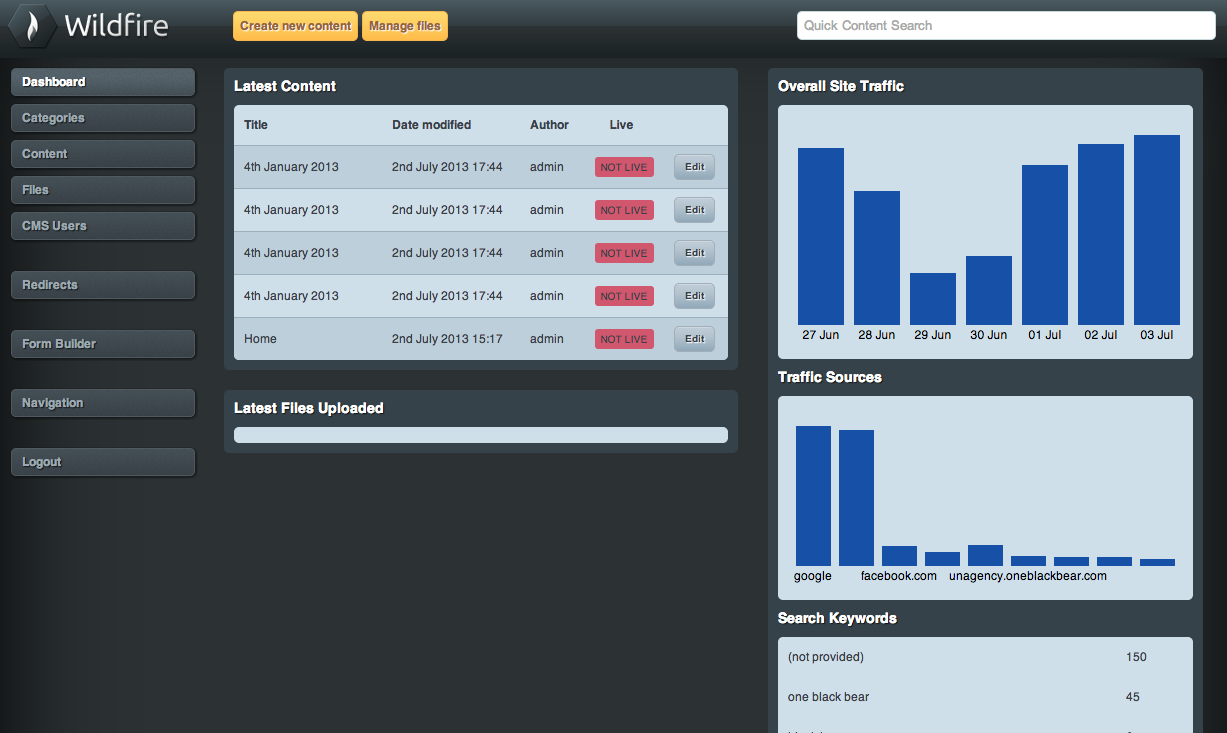 Wildfire
Create new content
Manage files
Quick Content Search
Dashboard
Categories
Content
Files
CMS Users
Redirects
Form Builder
Navigation
Logout
Latest Content
Title Date modified Author Live
4th January 2013 2nd July 2013 17:44 admin NOT LIVE Edit
4th January 2013 2nd July 2013 17:44 admin NOT LIVE Edit
4th January 2013 2nd July 2013 17:44 admin NOT LIVE Edit
4th January 2013 2nd July 2013 17:44 admin NOT LIVE Edit
Home 2nd July 2013 15:17 admin NOT LIVE Edit
Latest Files Uploaded
Overall Site Traffic
27 Jun 28 Jun 29 Jun 30 Jun 01 Jul 02 Jul 03 Jul
Traffic Sources
google facebook.com unagency.oneblackbear.com
Search Keywords
(not provided) 150
one black bear 45